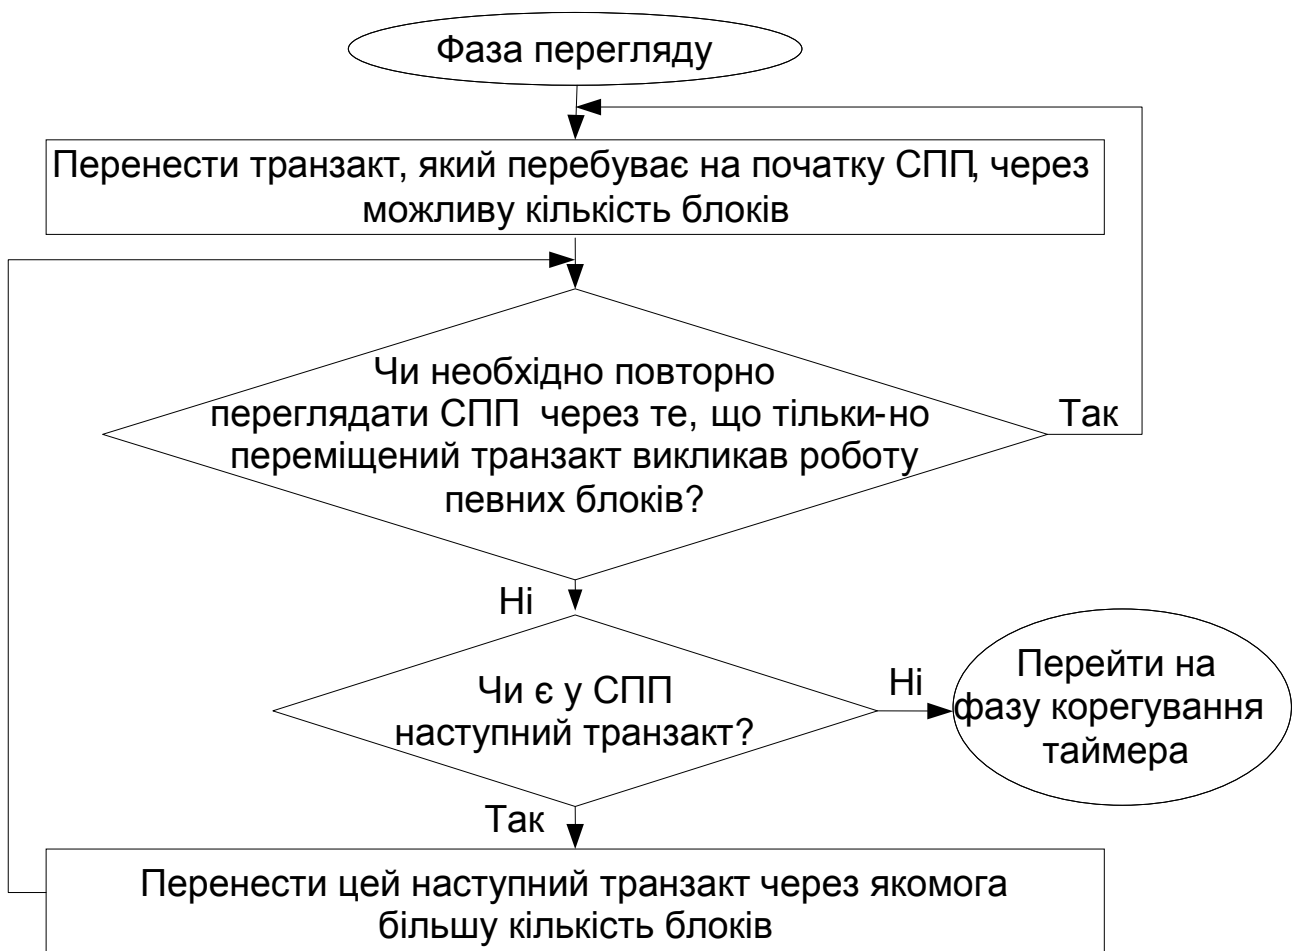 Фаза перегляду
Перенести транзакт, який перебуває на початку СПП, через
можливу кількість блоків
Чи необхідно повторно
переглядати СПП через те, що тільки-но
переміщений транзакт викликав роботу
певних блоків?
Так
Ні
Чи є у СПП
наступний транзакт?
Ні
Перейти на
фазу корегування
таймера
Так
Перенести цей наступний транзакт через якомога
більшу кількість блоків